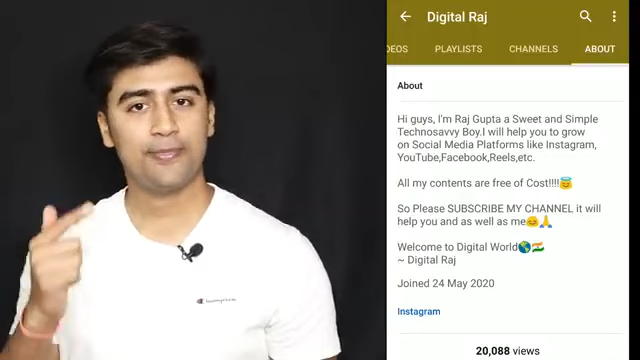 Digital Raj
EOS PLAYLISTS CHANNELS ABOUT
About
Hi guys, I'm Raj Gupta a Sweet and Simple
Technosavvy Boy.I will help you to grow
on Social Media Platforms like Instagram,
YouTube,Facebook,Reels,etc.
All my contents are free of Cost!!!!😇
So Please SUBSCRIBE MY CHANNEL it will
help you and as well as me😊🙏
Welcome to Digital World🌎🇮🇳
~ Digital Raj
Joined 24 May 2020
Instagram
20,088 views